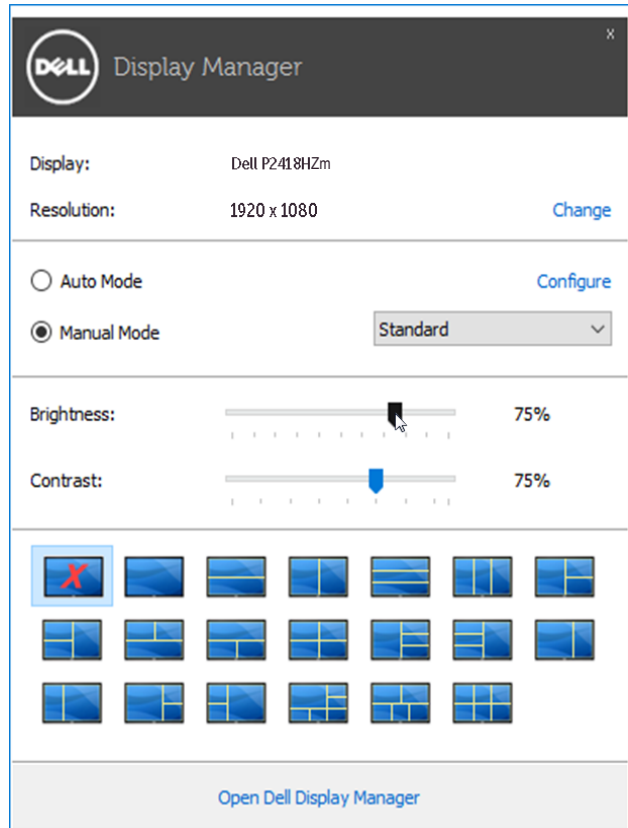 x
DELL Display Manager
Display: Dell P2418HZm
Resolution: 1920 x 1080 Change
Auto Mode Configure
Manual Mode Standard
Brightness: 75%
Contrast: 75%
Open Dell Display Manager